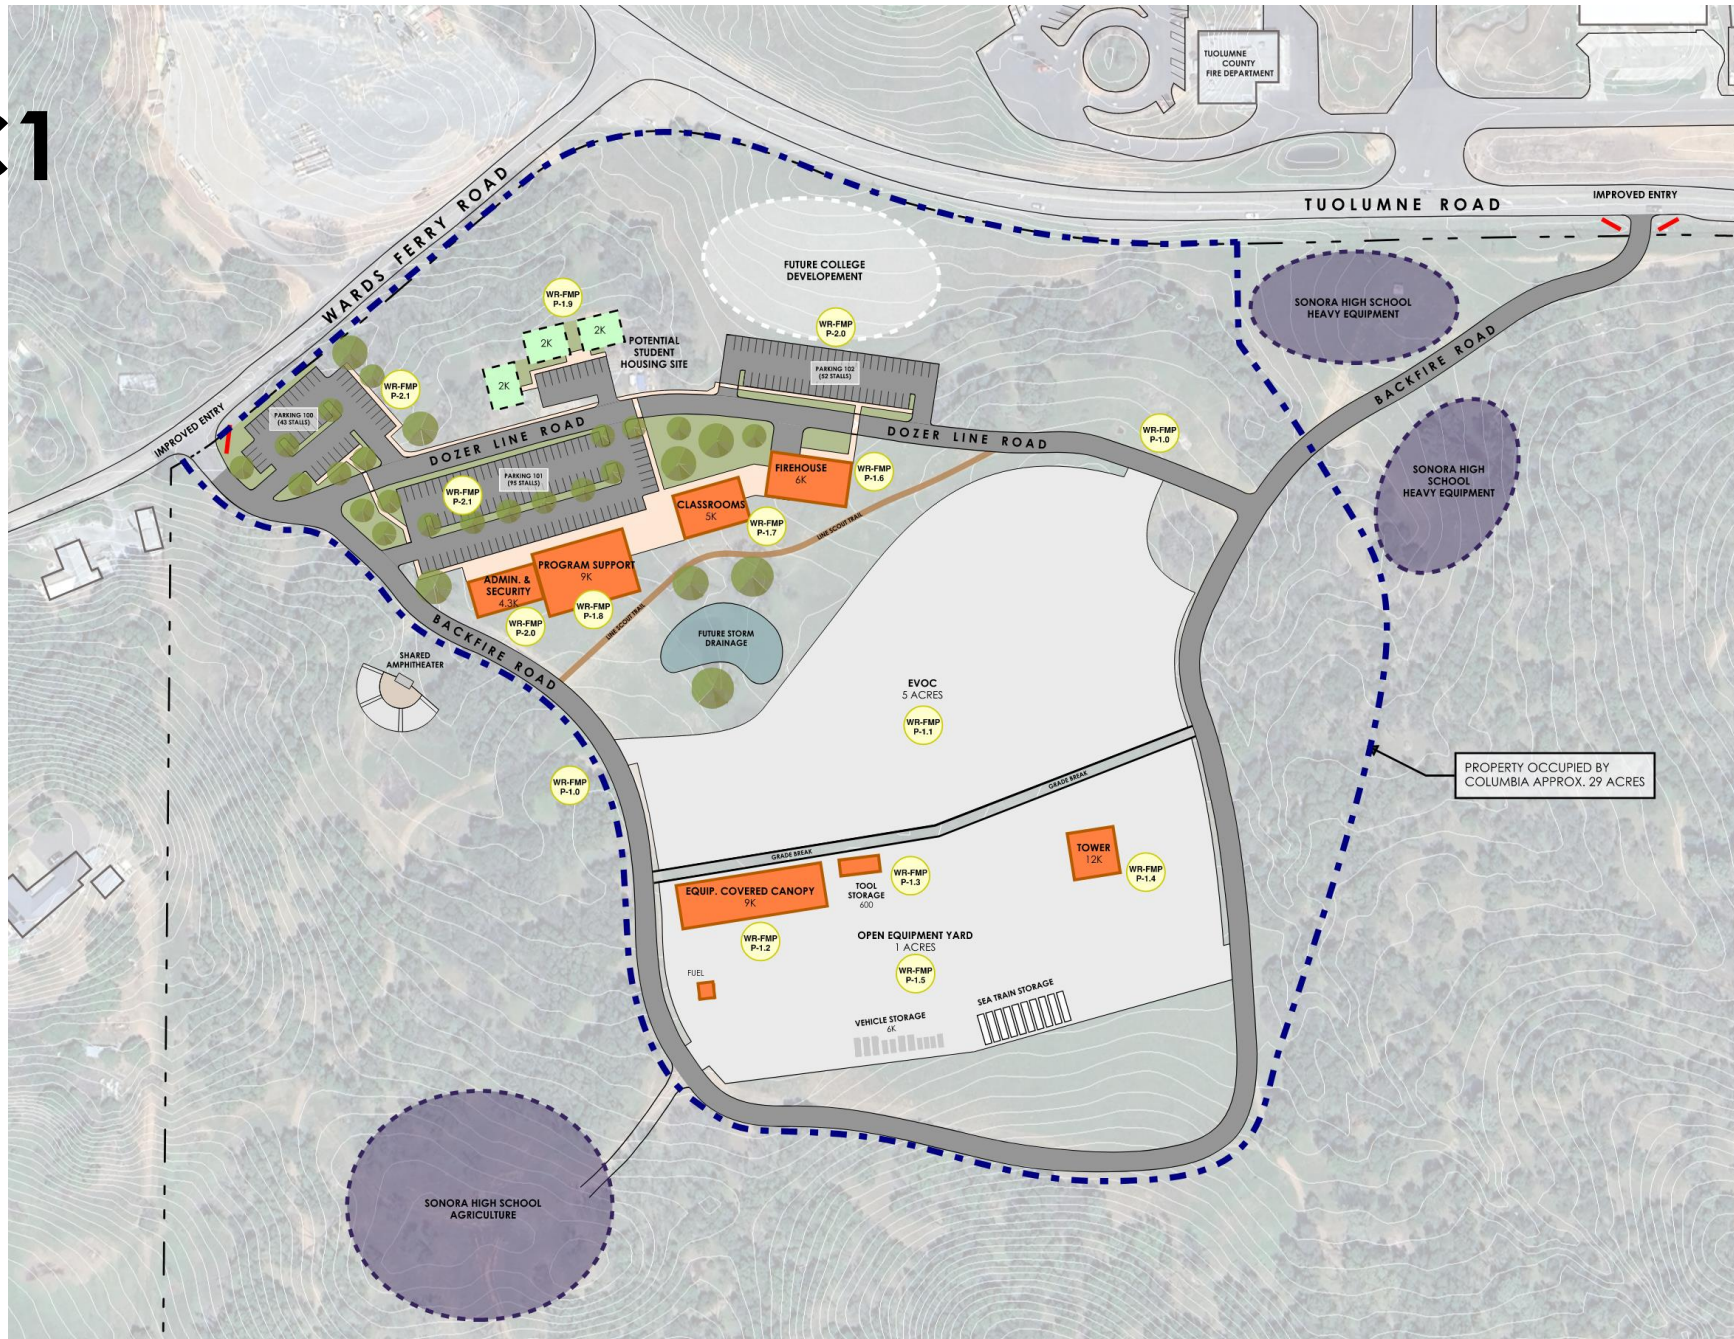 TUOLUMNE
COUNTY
FIRE DEPARTMENT
1
WARDS FERRY ROAD
TUOLUMNE ROAD
IMPROVED ENTRY
FUTURE COLLEGE
DEVELOPEMENT
SONORA HIGH SCHOOL
HEAVY EQUIPMENT
BACKFIRE ROAD
WR-FMP
P-1.9
2K
2K
2K
POTENTIAL
STUDENT
HOUSING SITE
WR-FMP
P-2.0
PARKING 102
(52 STALLS)
WR-FMP
P-2.1
PARKING 100
(43 STALLS)
IMPROVED ENTRY
DOZER LINE ROAD
DOZER LINE ROAD
WR-FMP
P-1.0
SONORA HIGH
SCHOOL
HEAVY EQUIPMENT
PARKING 101
(95 STALLS)
WR-FMP
P-2.1
FIREHOUSE
6K
WR-FMP
P-1.6
CLASSROOMS
5K
WR-FMP
P-1.7
LINE SCOUT TRAIL
PROGRAM SUPPORT
9K
WR-FMP
P-1.8
ADMIN. &
SECURITY
4.3K
WR-FMP
P-2.0
LINE SCOUT TRAIL
BACKFIRE ROAD
FUTURE STORM
DRAINAGE
SHARED
AMPHITHEATER
EVOC
5 ACRES
WR-FMP
P-1.1
WR-FMP
P-1.0
PROPERTY OCCUPIED BY
COLUMBIA APPROX. 29 ACRES
GRADE BREAK
GRADE BREAK
EQUIP. COVERED CANOPY
9K
WR-FMP
P-1.2
TOOL
STORAGE
600
WR-FMP
P-1.3
TOWER
12K
WR-FMP
P-1.4
OPEN EQUIPMENT YARD
1 ACRES
WR-FMP
P-1.5
FUEL
VEHICLE STORAGE
6K
SEA TRAIN STORAGE
SONORA HIGH SCHOOL
AGRICULTURE